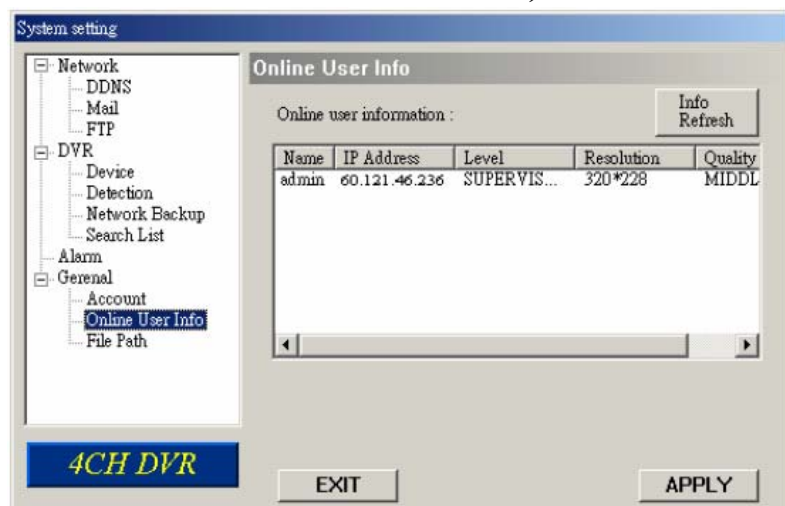 System setting
Network
DDNS
Mail
FTP
DVR
Device
Detection
Network Backup
Search List
Alarm
Gerenal
Account
Online User Info
File Path
4CH DVR
Online User Info
Online user information :
Info
Refresh
Name IP Address Level Resolution Quality
admin 60.121.46.236 SUPERVIS... 320*228 MIDDL
EXIT APPLY